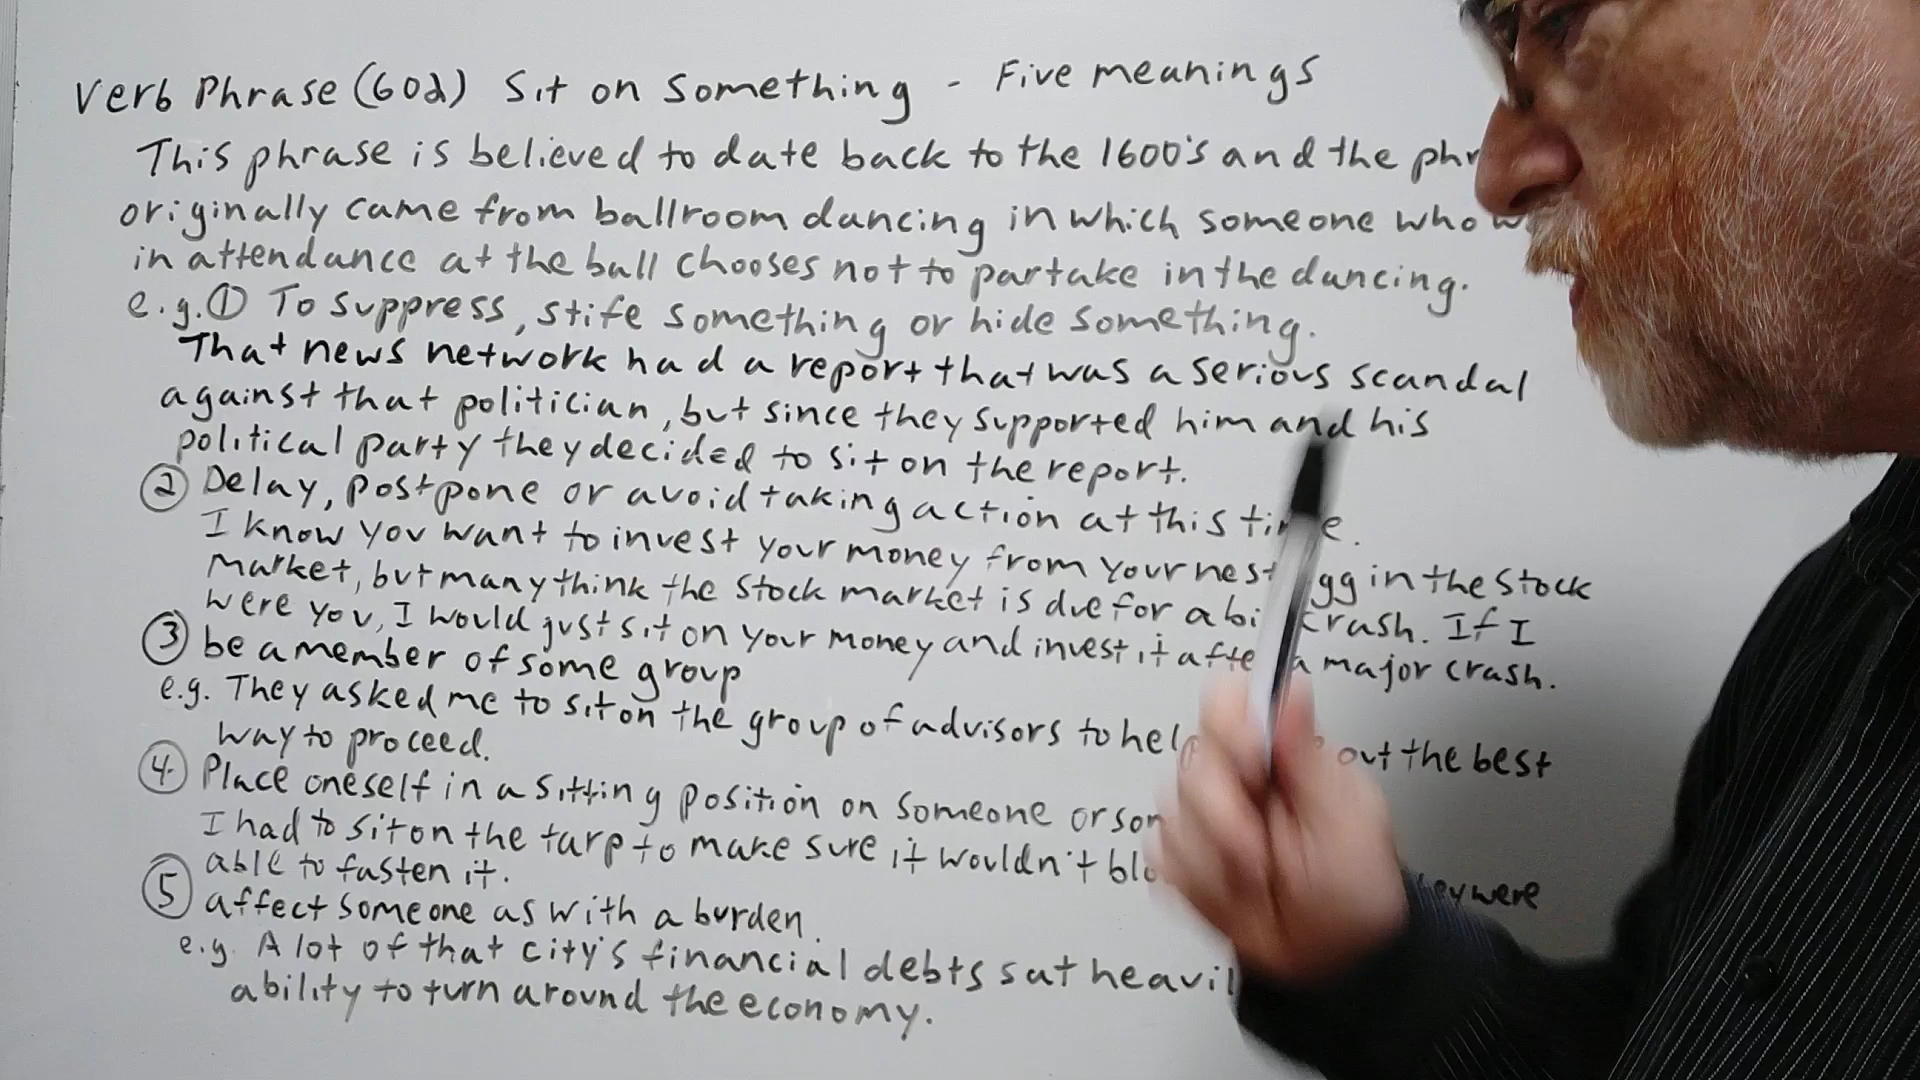 Verb Phrase (602) Sit on Something - Five meanings
This phrase is believed to date back to the 1600's and the
originally came from ballroom dancing in which someone who
in attendance at the ball chooses not to partake in the dancing.
e.g. ① To suppress, stife something or hide something.
That news network had a report that was a serious scandal
against that politician, but since they supported him and his
political party they decided to sit on the report.
② Delay, postpone or avoid taking action at this time.
I know you want to invest your money from your nest egg in the stock
market, but many think the stock market is due for a big crash. If I
were you, I would just sit on your money and invest it after a major crash.
③ be a member of some group
e.g. They asked me to sit on the group of advisors to help out the best
way to proceed.
④ Place oneself in a sitting position on someone or
I had to sit on the tarp to make sure it wouldn't they were
able to fasten it.
⑤ affect someone as with a burden.
e.g. A lot of that city's financial debts sat
ability to turn around the economy.